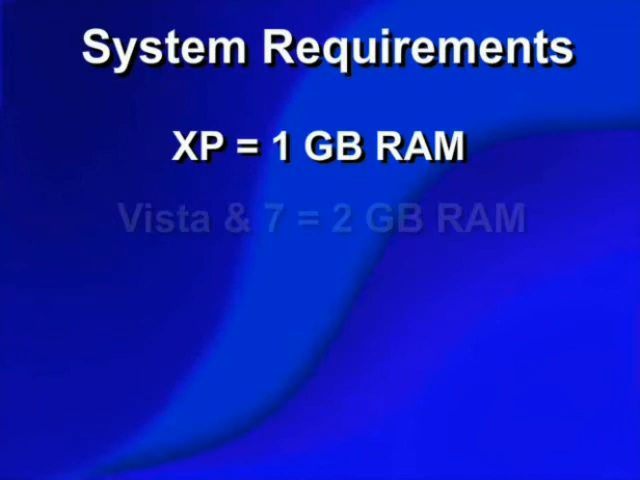 System Requirements
XP = 1 GB RAM
Vista & 7 = 2 GB RAM